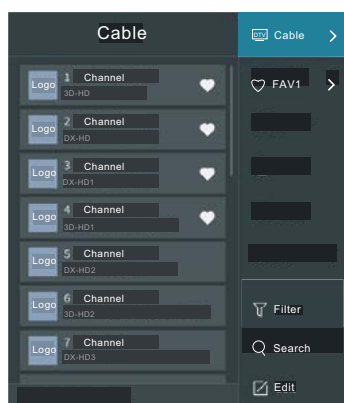 Cable
Logo 1 Channel
3D-HD
Logo 2 Channel
DX-HD
Logo 3 Channel
DX-HD1
Logo 4 Channel
3D-HD1
Logo 5 Channel
DX-HD2
Logo 6 Channel
3D-HD2
Logo 7 Channel
DX-HD3
DTV Cable
FAV1
Filter
Search
Edit